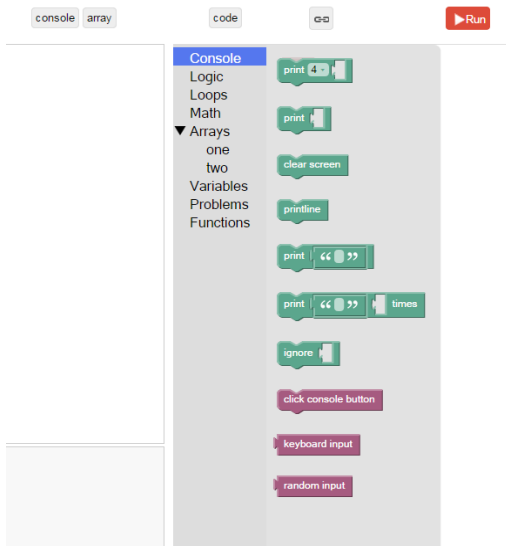 console array code Run
Console
Logic
Loops
Math
Arrays
one
two
Variables
Problems
Functions
print 4
print
clear screen
printline
print “ ”
print “ ” times
ignore
click console button
keyboard input
random input